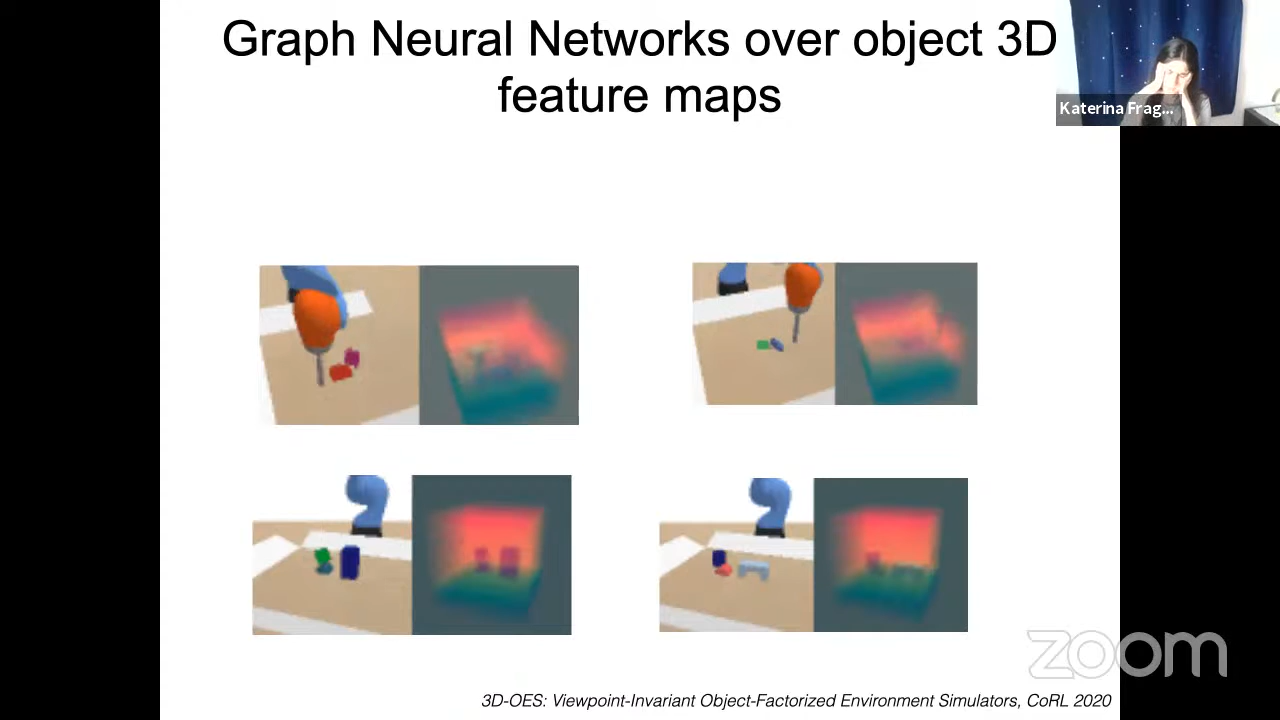 Graph Neural Networks over object 3D
feature maps
Katerina Frag...
3D-OES: Viewpoint-Invariant Object-Factorized Environment Simulators, CoRL 2020
zoom